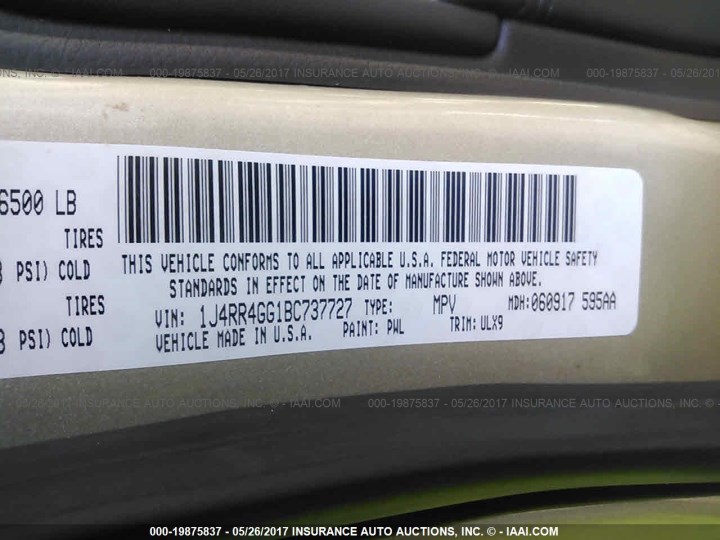 000-19875837 - 05/26/2017 INSURANCE AUTO AUCTIONS, INC. © - IAAI.COM
6500 LB
TIRES
PSI) COLD
TIRES
PSI) COLD
THIS VEHICLE CONFORMS TO ALL APPLICABLE U.S.A. FEDERAL MOTOR VEHICLE SAFETY
STANDARDS IN EFFECT ON THE DATE OF MANUFACTURE SHOWN ABOVE.
VIN: 1J4RR4GG1BC737727 TYPE: MPV MDH:060917 595AA
VEHICLE MADE IN U.S.A. PAINT: PWL TRIM: ULX9
© - IAAI.COM 000-19875837 - 05/26/2017 INSURANCE AUTO AUCTIONS, INC. ©
000-19875837 - 05/26/2017 INSURANCE AUTO AUCTIONS, INC. © - IAAI.COM